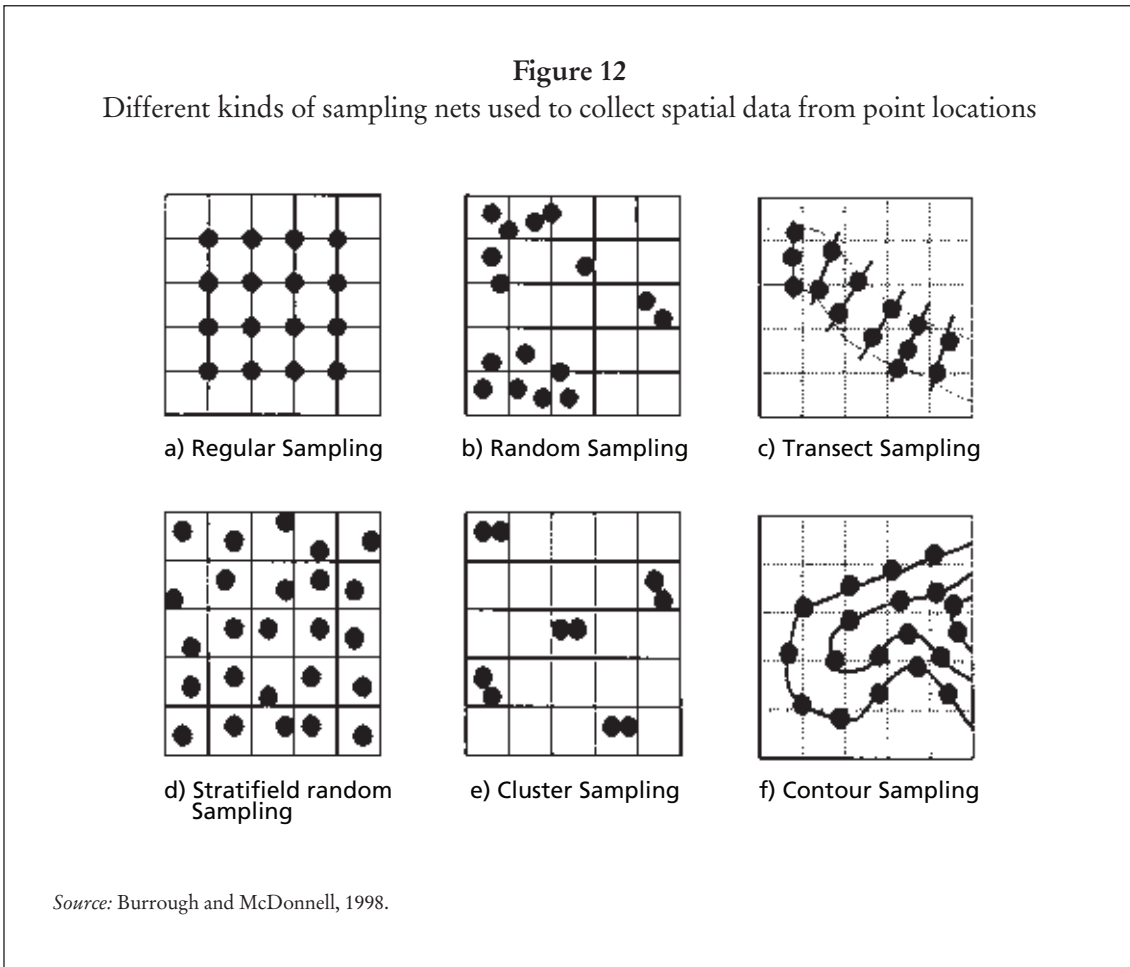 Figure 12
Different kinds of sampling nets used to collect spatial data from point locations
a) Regular Sampling
b) Random Sampling
c) Transect Sampling
d) Stratifield random
Sampling
e) Cluster Sampling
f) Contour Sampling
Source: Burrough and McDonnell, 1998.